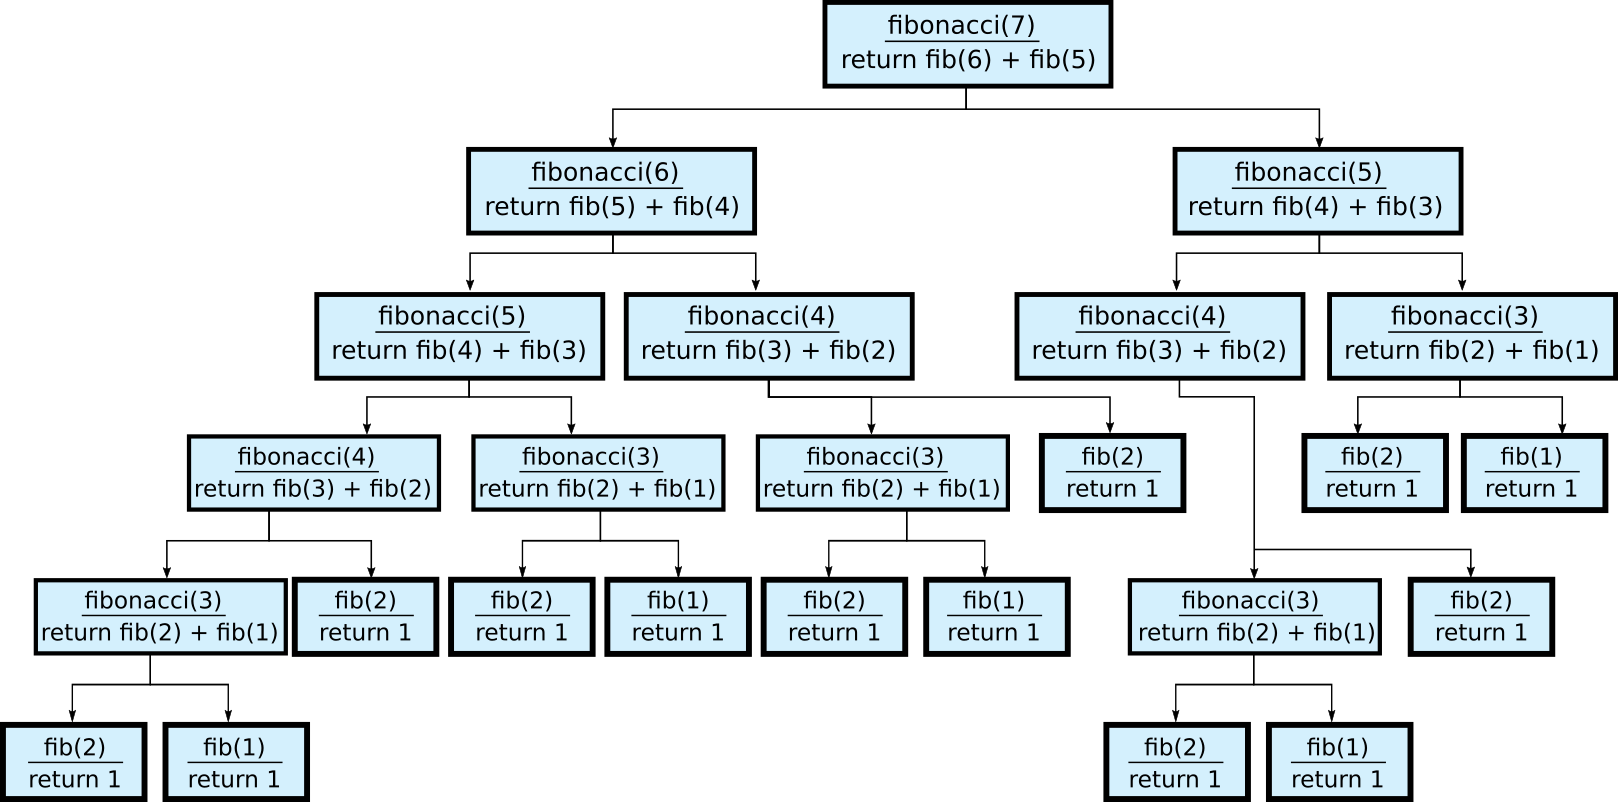 fibonacci(7)
return fib(6) + fib(5)
fibonacci(6)
return fib(5) + fib(4)
fibonacci(5)
return fib(4) + fib(3)
fibonacci(5)
return fib(4) + fib(3)
fibonacci(4)
return fib(3) + fib(2)
fibonacci(4)
return fib(3) + fib(2)
fibonacci(3)
return fib(2) + fib(1)
fibonacci(4)
return fib(3) + fib(2)
fibonacci(3)
return fib(2) + fib(1)
fibonacci(3)
return fib(2) + fib(1)
fib(2)
return 1
fib(2)
return 1
fib(1)
return 1
fibonacci(3)
return fib(2) + fib(1)
fib(2)
return 1
fib(2)
return 1
fib(1)
return 1
fib(2)
return 1
fib(1)
return 1
fibonacci(3)
return fib(2) + fib(1)
fib(2)
return 1
fib(2)
return 1
fib(1)
return 1
fib(2)
return 1
fib(1)
return 1